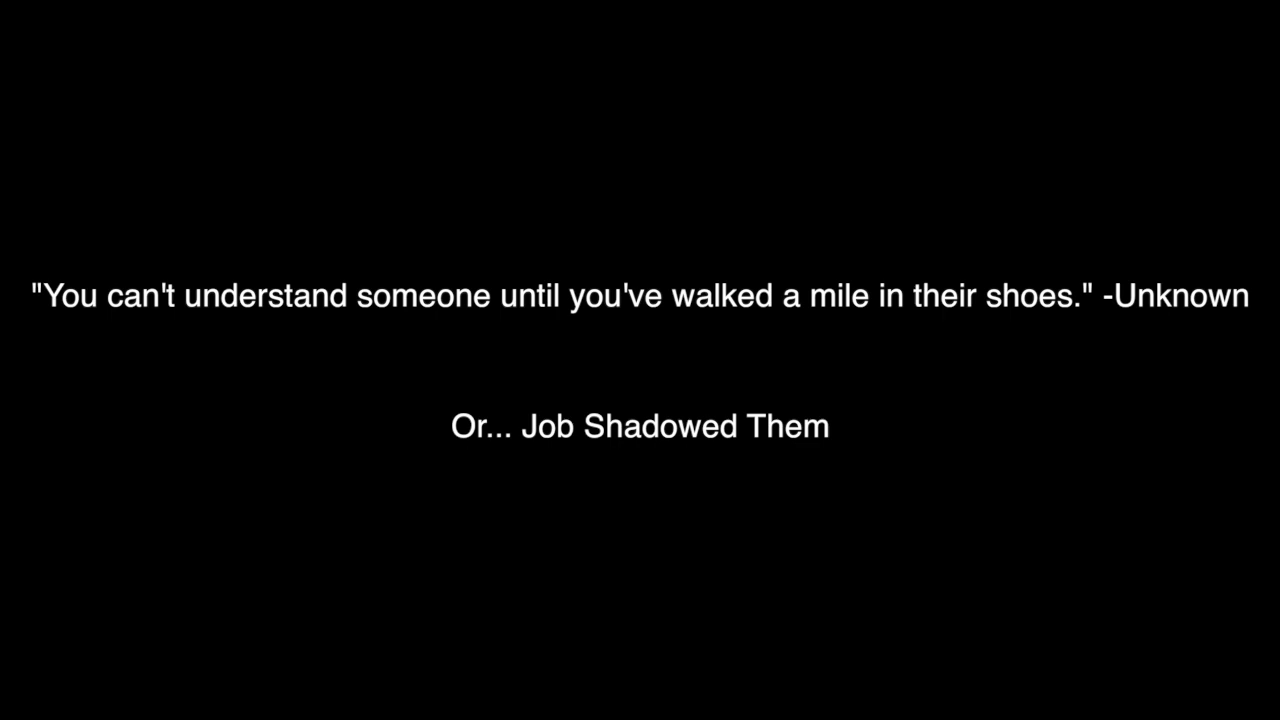 "You can't understand someone until you've walked a mile in their shoes." -Unknown
Or... Job Shadowed Them